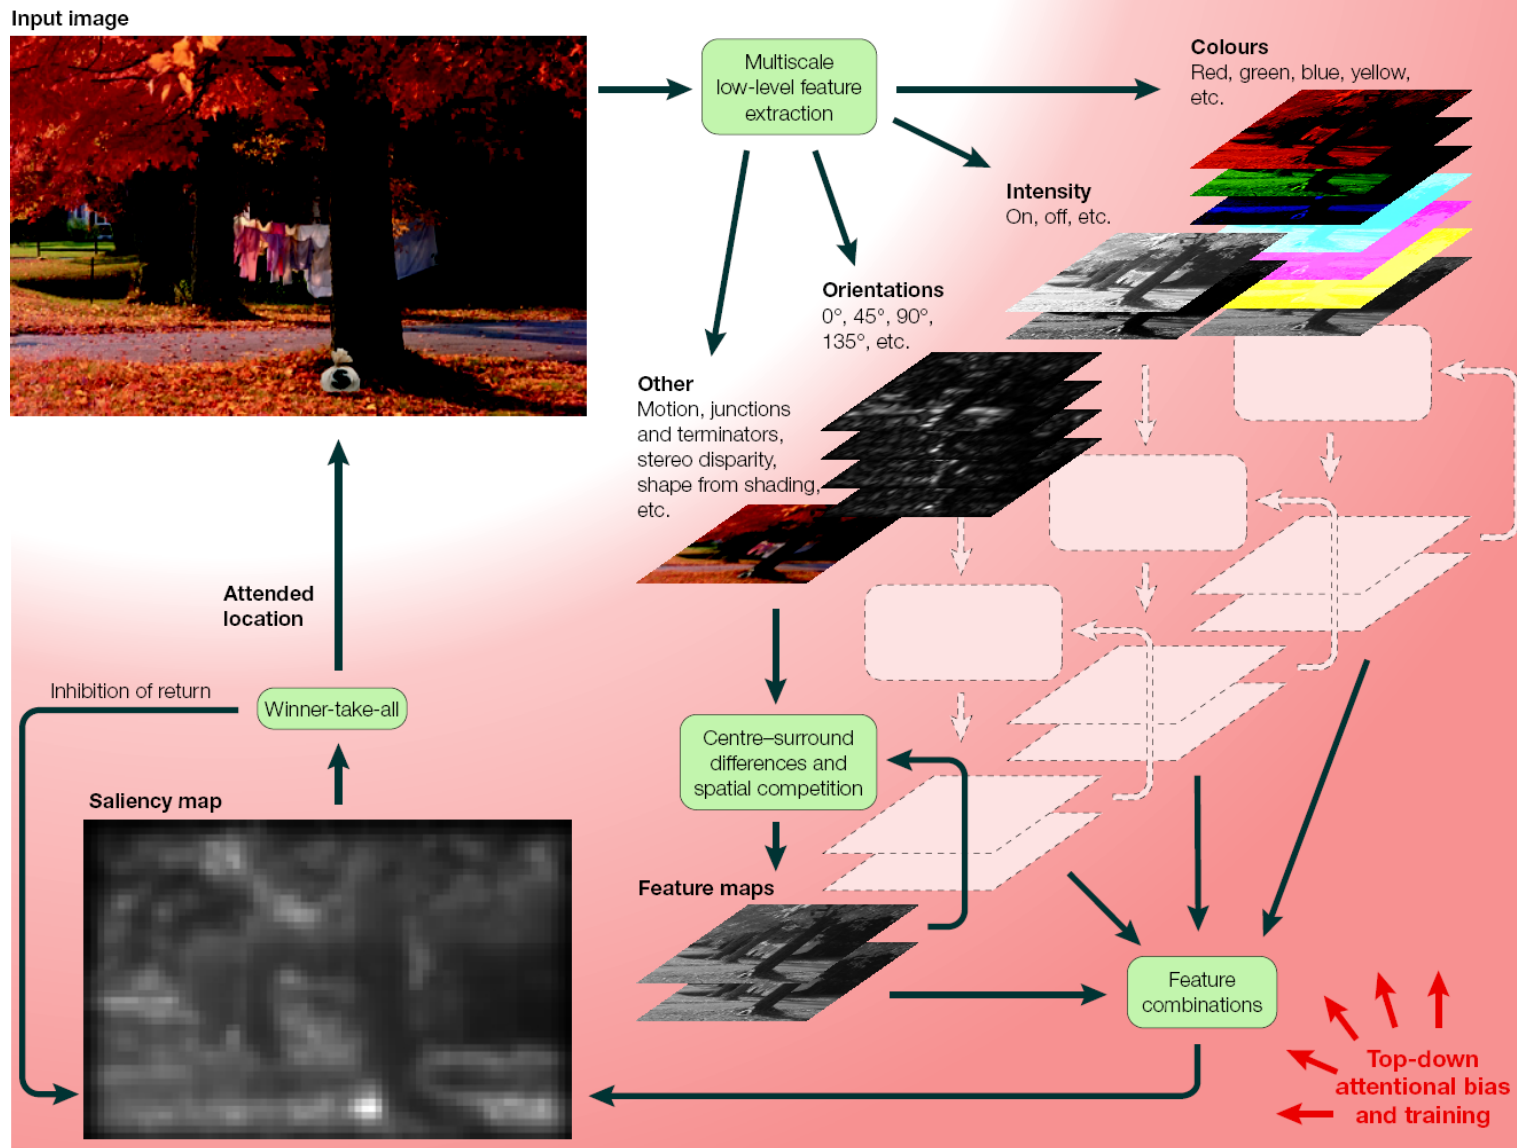 Input image
Multiscale
low-level feature
extraction
Colours
Red, green, blue, yellow,
etc.
Intensity
On, off, etc.
Orientations
0°, 45°, 90°,
135°, etc.
Other
Motion, junctions
and terminators,
stereo disparity,
shape from shading,
etc.
S
Attended
location
Inhibition of return
Winner-take-all
Centre–surround
differences and
spatial competition
Saliency map
Feature maps
Feature
combinations
Top-down
attentional bias
and training